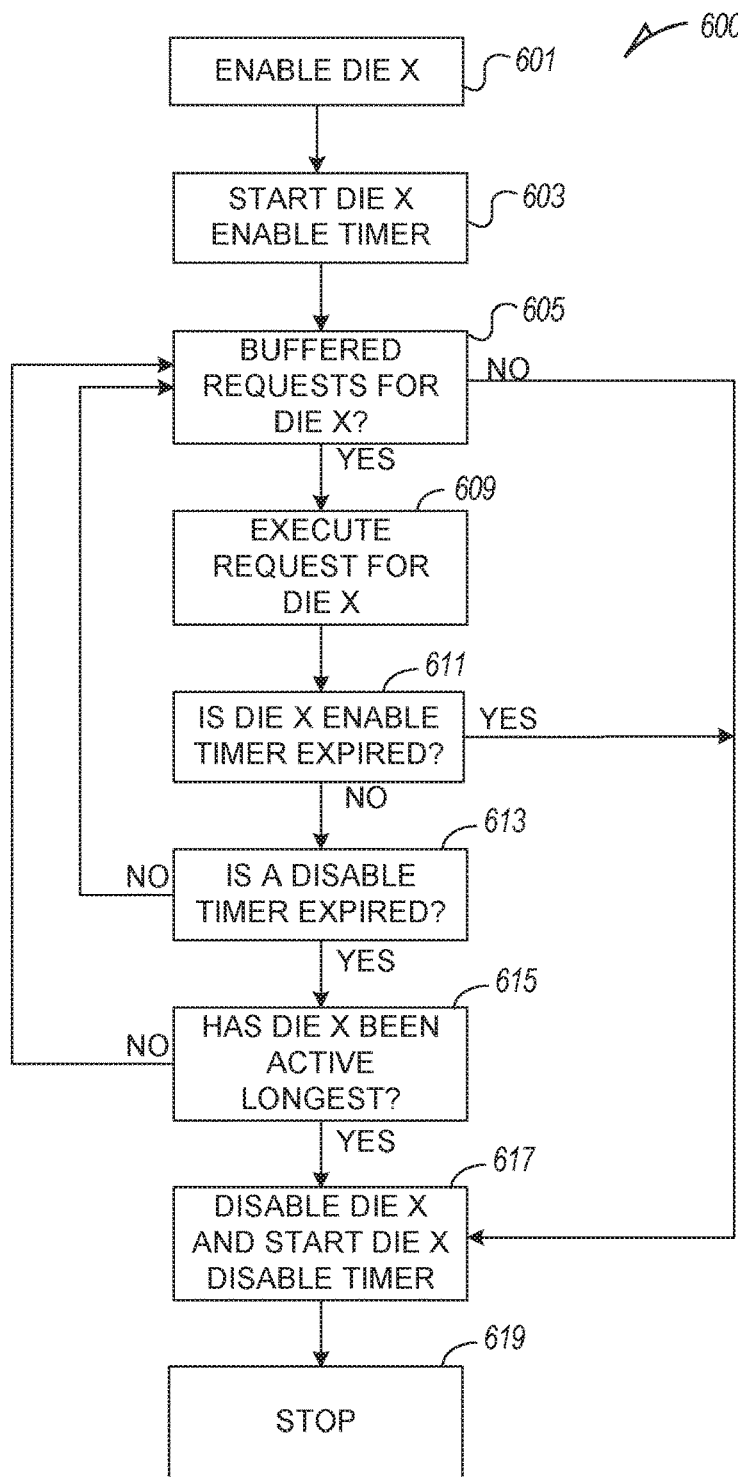 600
ENABLE DIE X
601
START DIE X
ENABLE TIMER
603
605
BUFFERED
REQUESTS FOR
DIE X?
NO
YES
609
EXECUTE
REQUEST FOR
DIE X
611
IS DIE X ENABLE
TIMER EXPIRED?
YES
NO
613
NO
IS A DISABLE
TIMER EXPIRED?
YES
615
HAS DIE X BEEN
ACTIVE
LONGEST?
NO
YES
617
DISABLE DIE X
AND START DIE X
DISABLE TIMER
619
STOP